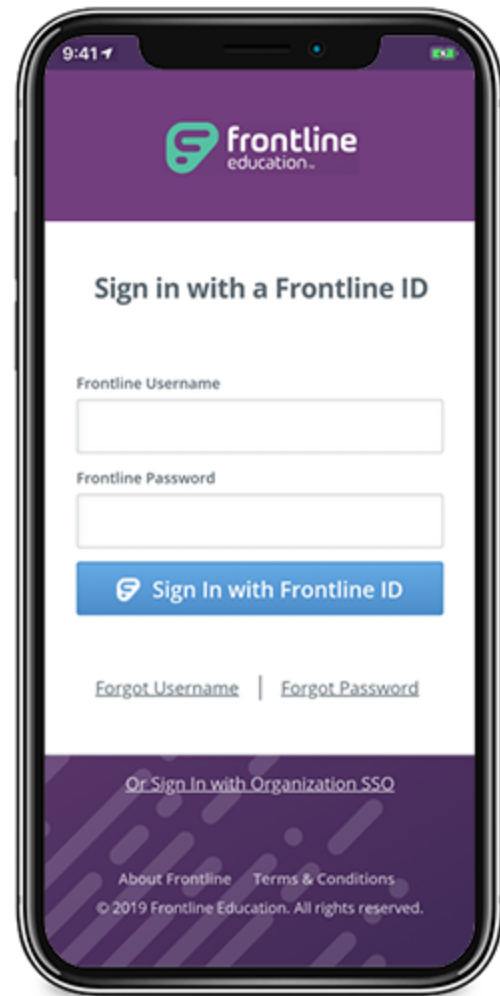 9:41
frontline
education™
Sign in with a Frontline ID
Frontline Username
Frontline Password
Sign In with Frontline ID
Forgot Username | Forgot Password
Or Sign In with Organization SSO
About Frontline Terms & Conditions
© 2019 Frontline Education. All rights reserved.